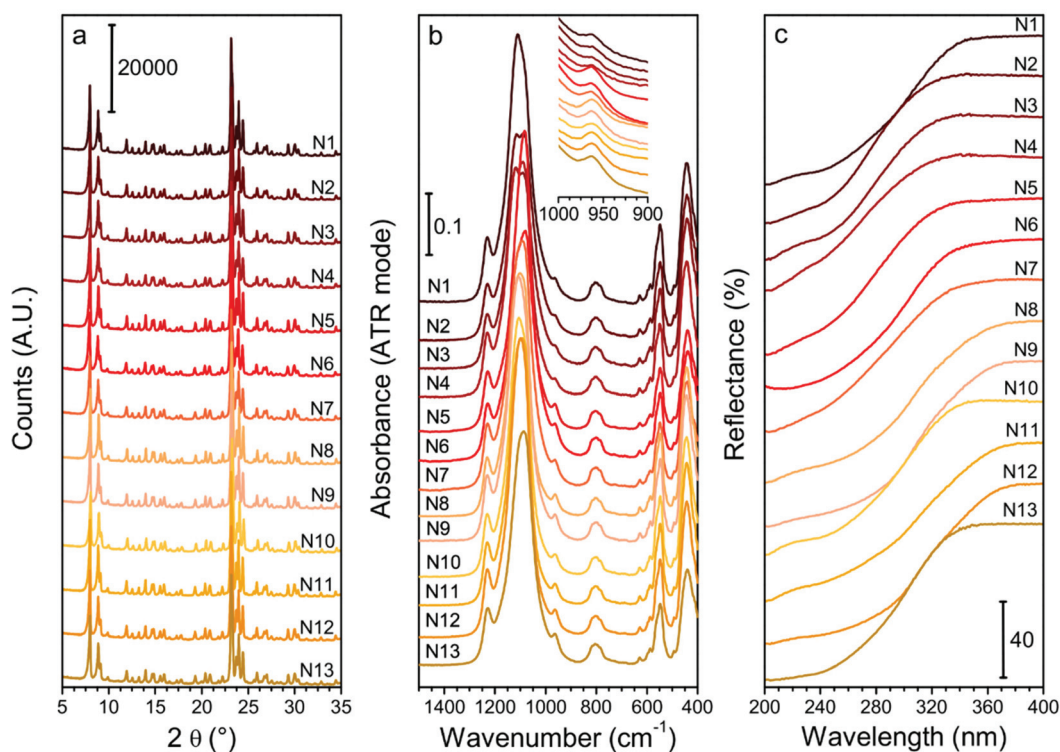 a
20000
N1
N2
N3
N4
N5
N6
N7
N8
N9
N10
N11
N12
N13
Counts (A.U.)
5 10 15 20 25 30 35
2 θ (°)
b
0.1
1000 950 900
N1
N2
N3
N4
N5
N6
N7
N8
N9
N10
N11
N12
N13
Absorbance (ATR mode)
1400 1200 1000 800 600 400
Wavenumber (cm⁻¹)
c
N1
N2
N3
N4
N5
N6
N7
N8
N9
N10
N11
N12
N13
40
Reflectance (%)
200 240 280 320 360 400
Wavelength (nm)